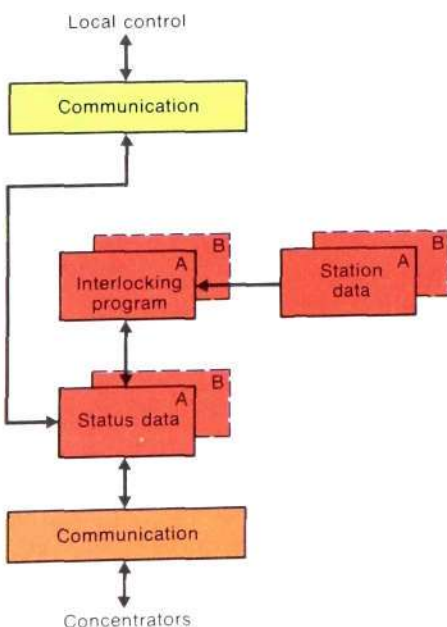 Local control
Communication
B
A
Interlocking
program
B
A
Station
data
B
A
Status data
Communication
Concentrators